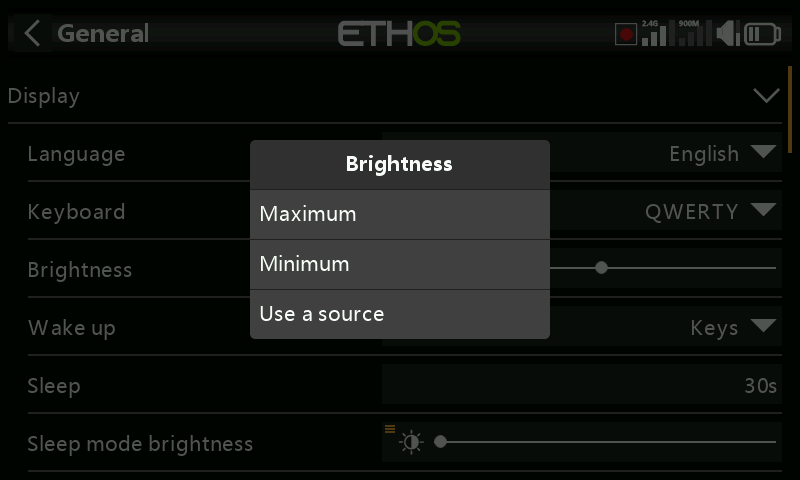 General
ETHOS
2.4G
900M
Display
Language
English
Keyboard
QWERTY
Brightness
Wake up
Keys
Sleep
30s
Sleep mode brightness
Brightness
Maximum
Minimum
Use a source